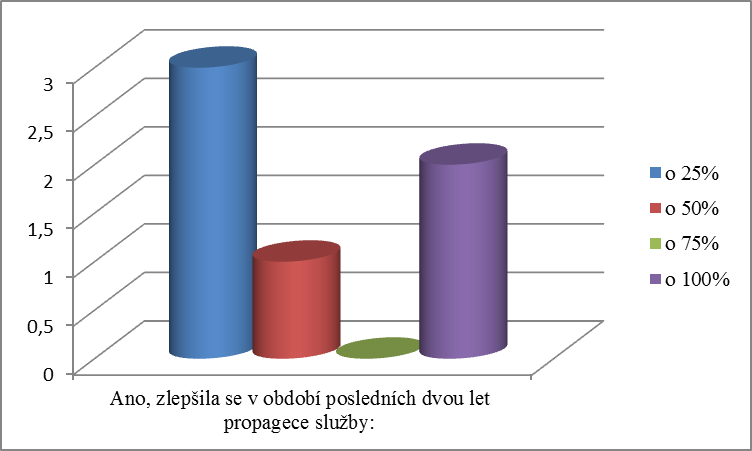 3
2,5
2
1,5
1
0,5
0
Ano, zlepšila se v období posledních dvou let
propagece služby:
o 25%
o 50%
o 75%
o 100%